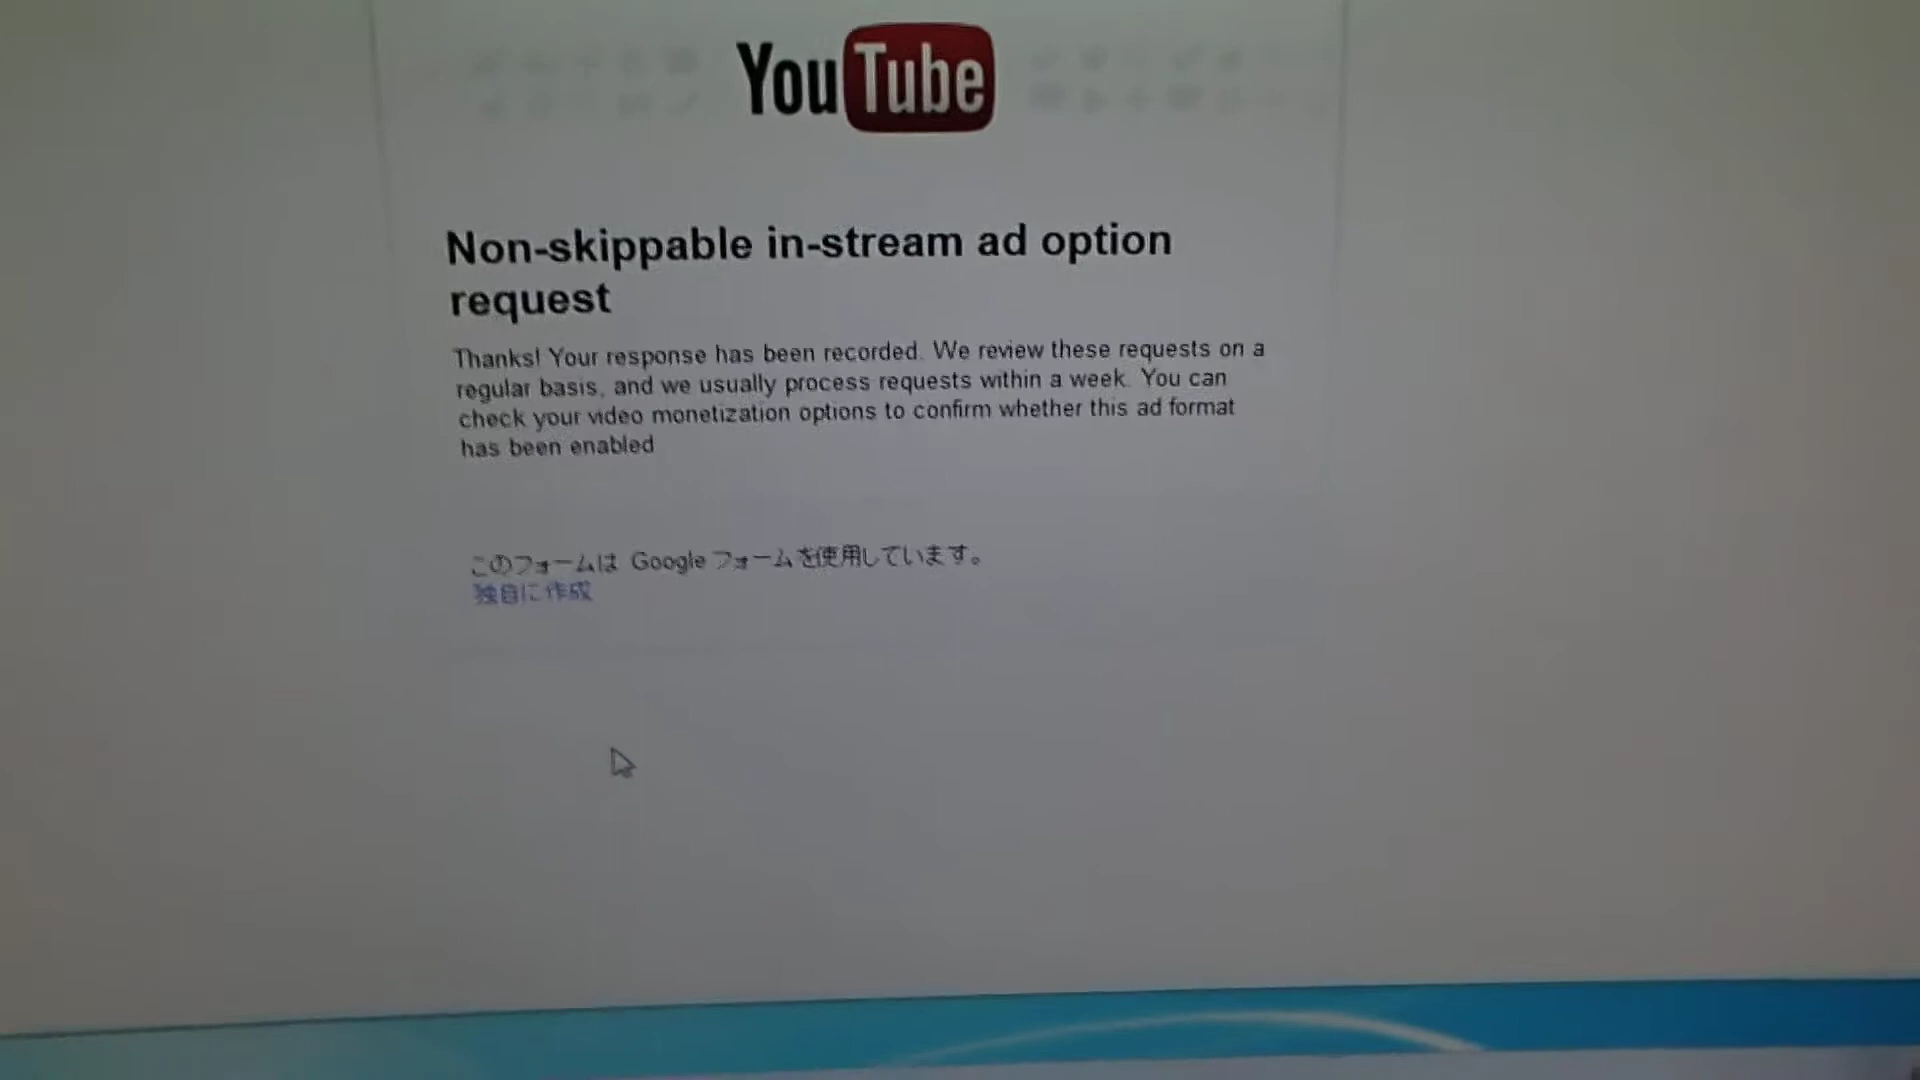 YouTube
Non-skippable in-stream ad option
request
Thanks! Your response has been recorded. We review these requests on a
regular basis, and we usually process requests within a week. You can
check your video monetization options to confirm whether this ad format
has been enabled
このフォームは Google フォームを使用しています。
独自に作成